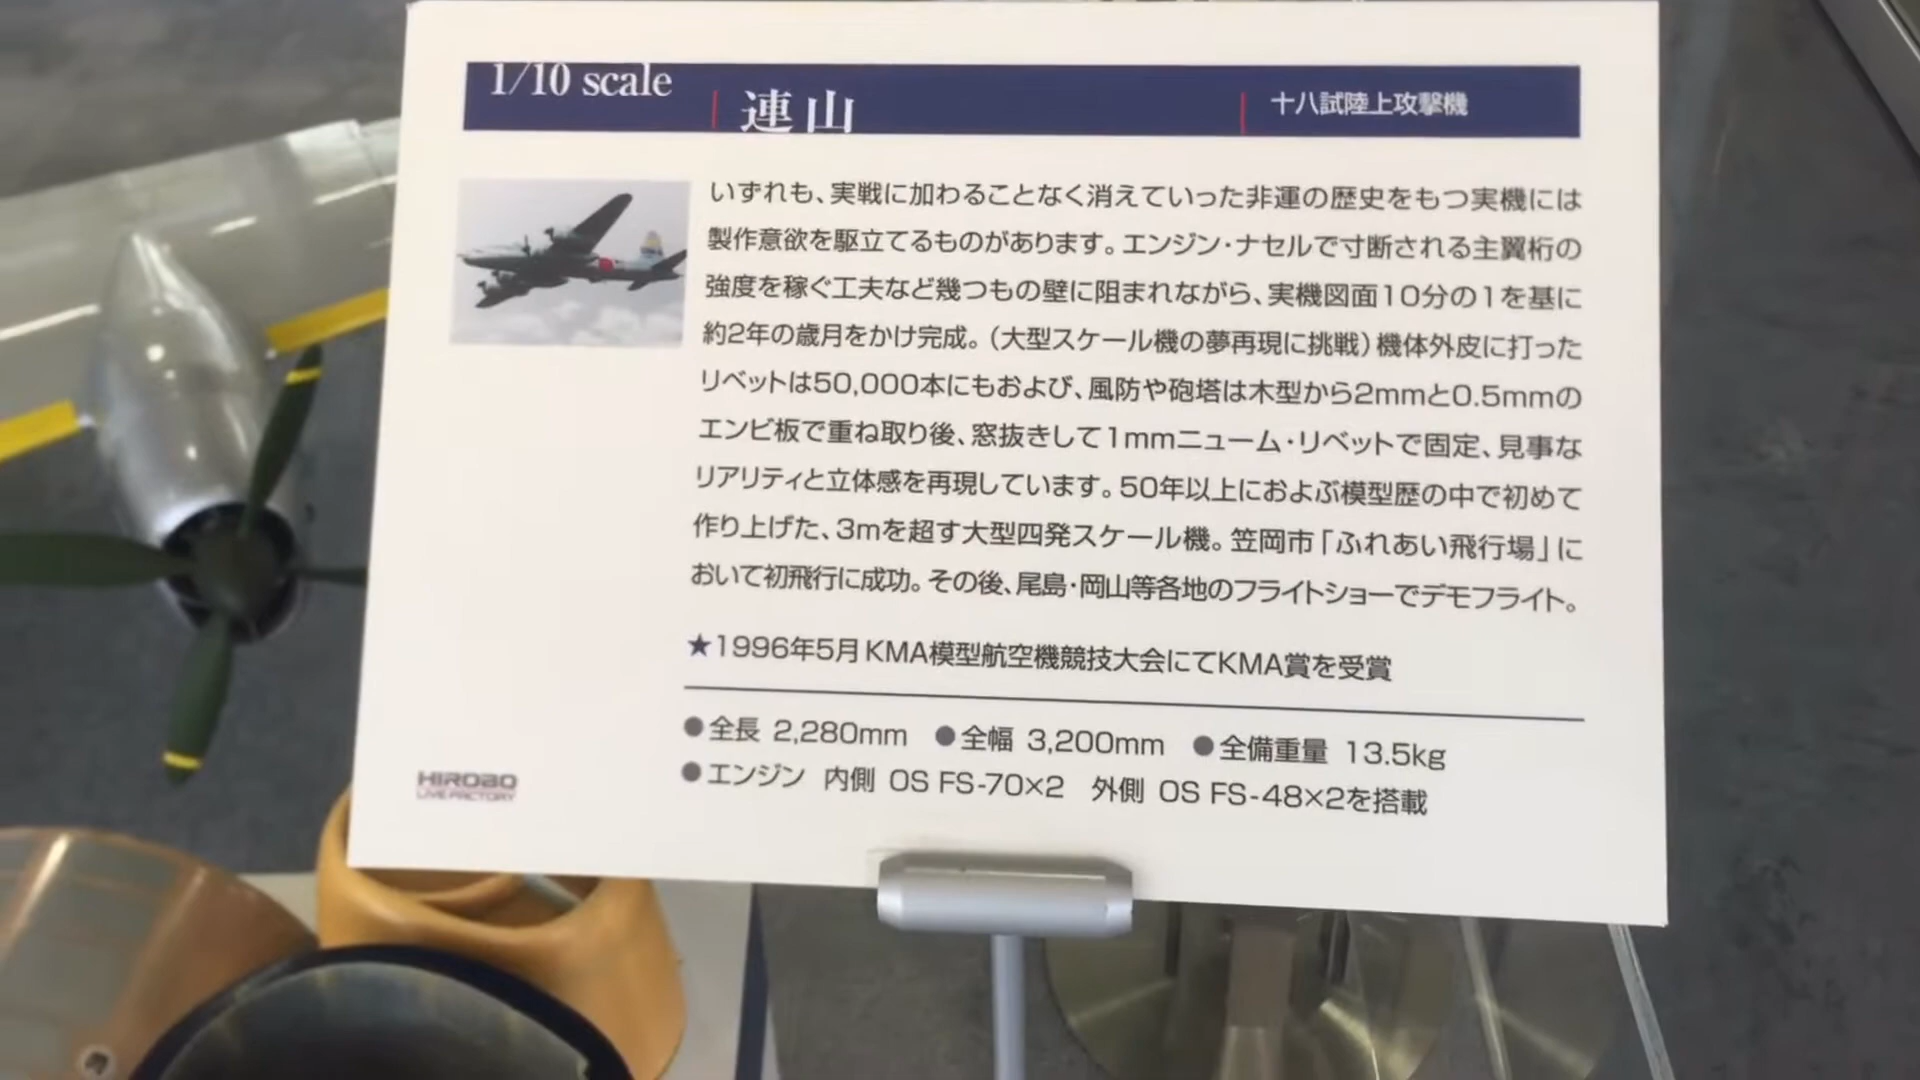 1/10 scale
連山
十八試陸上攻撃機
いずれも、実戦に加わることなく消えていった非運の歴史をもつ実機には
製作意欲を駆立てるものがあります。エンジン・ナセルで寸断される主翼桁の
強度を稼ぐ工夫など幾つもの壁に阻まれながら、実機図面10分の1を基に
約2年の歳月をかけ完成。（大型スケール機の夢再現に挑戦）機体外皮に打った
リベットは50,000本にもおよび、風防や砲塔は木型から2mmと0.5mmの
エンビ板で重ね取り後、窓抜きして1mmニューム・リベットで固定、見事な
リアリティと立体感を再現しています。50年以上におよぶ模型歴の中で初めて
作り上げた、3mを超す大型四発スケール機。笠岡市「ふれあい飛行場」に
おいて初飛行に成功。その後、尾島・岡山等各地のフライトショーでデモフライト。
★1996年5月KMA模型航空機競技大会にてKMA賞を受賞
●全長 2,280mm ●全幅 3,200mm ●全備重量 13.5kg
●エンジン 内側 OS FS-70×2 外側 OS FS-48×2を搭載
HIROBO
LIVE FACTORY